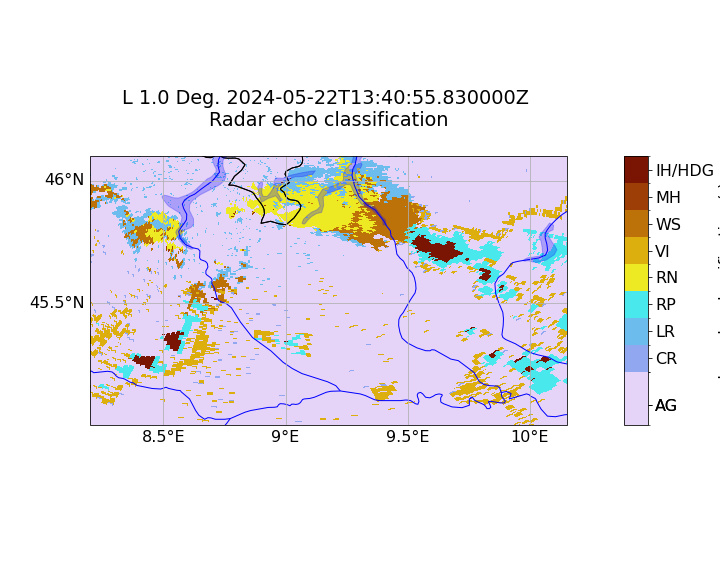 L 1.0 Deg. 2024-05-22T13:40:55.830000Z
Radar echo classification
46°N
45.5°N
8.5°E
9°E
9.5°E
10°E
IH/HDG
MH
WS
VI
RN
RP
LR
CR
AG